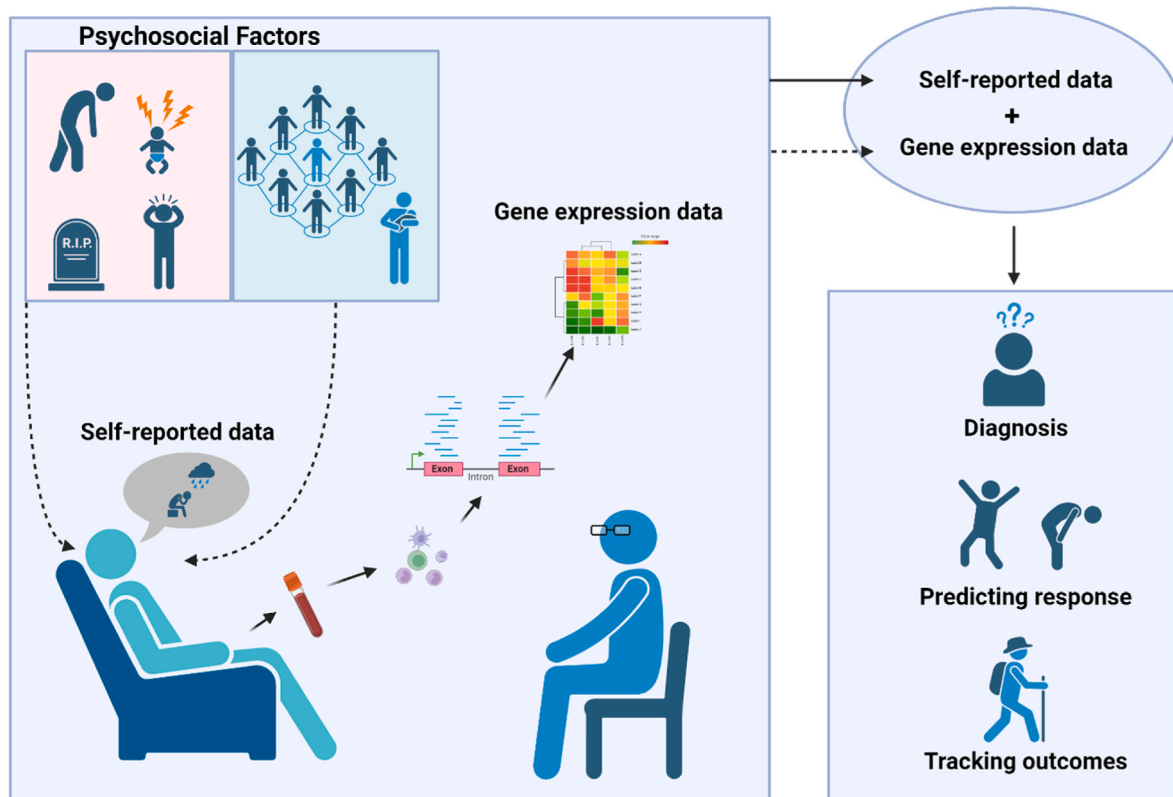 Psychosocial Factors
R.I.P.
Self-reported data
+
Gene expression data
Gene expression data
Self-reported data
Exon
Intron
Exon
???
Diagnosis
Predicting response
Tracking outcomes